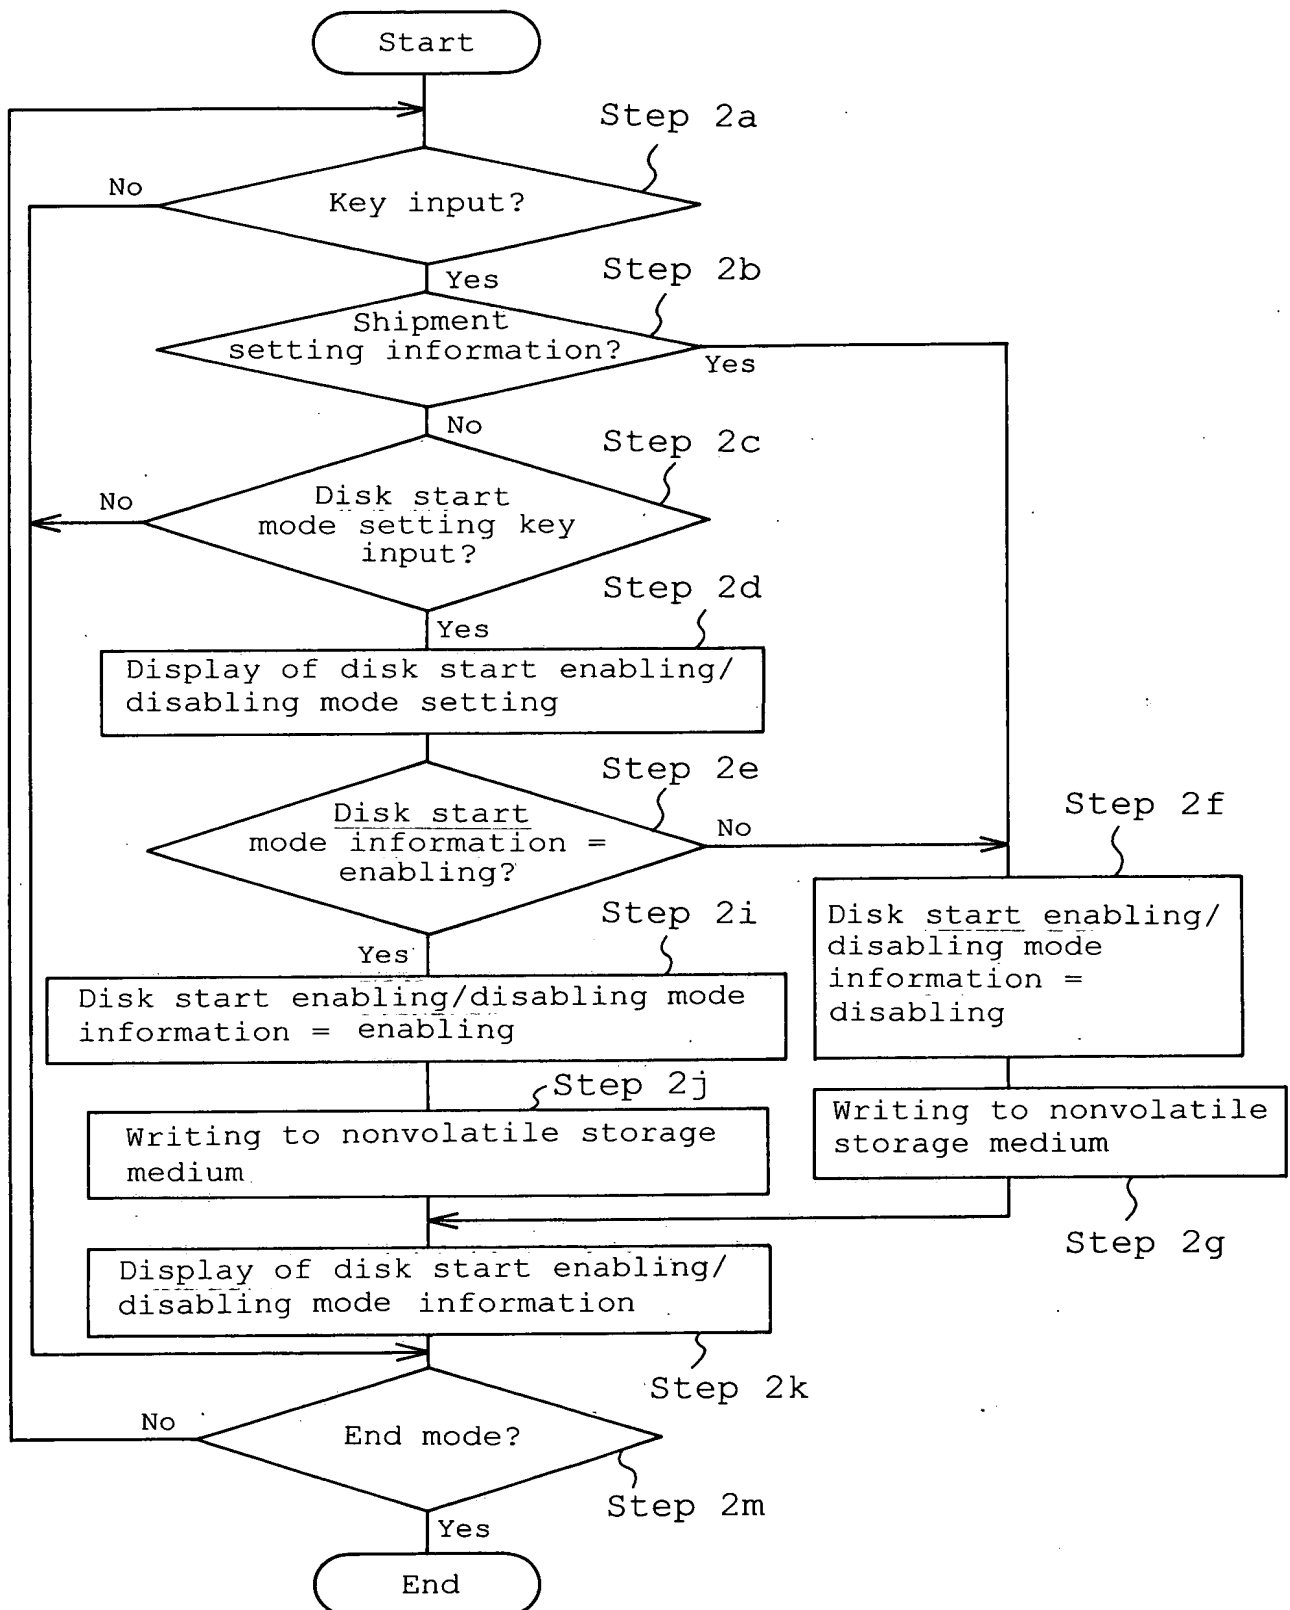 Start
Step 2a
No
Key input?
Yes
Step 2b
Shipment
setting information?
Yes
No
Step 2c
No
Disk start
mode setting key
input?
Step 2d
Yes
Display of disk start enabling/
disabling mode setting
Step 2e
Disk start
mode information =
enabling?
No
Step 2f
Disk start enabling/
disabling mode
information =
disabling
Step 2i
Yes
Disk start enabling/disabling mode
information = enabling
Step 2j
Writing to nonvolatile storage
medium
Writing to nonvolatile
storage medium
Step 2g
Display of disk start enabling/
disabling mode information
Step 2k
No
End mode?
Step 2m
Yes
End